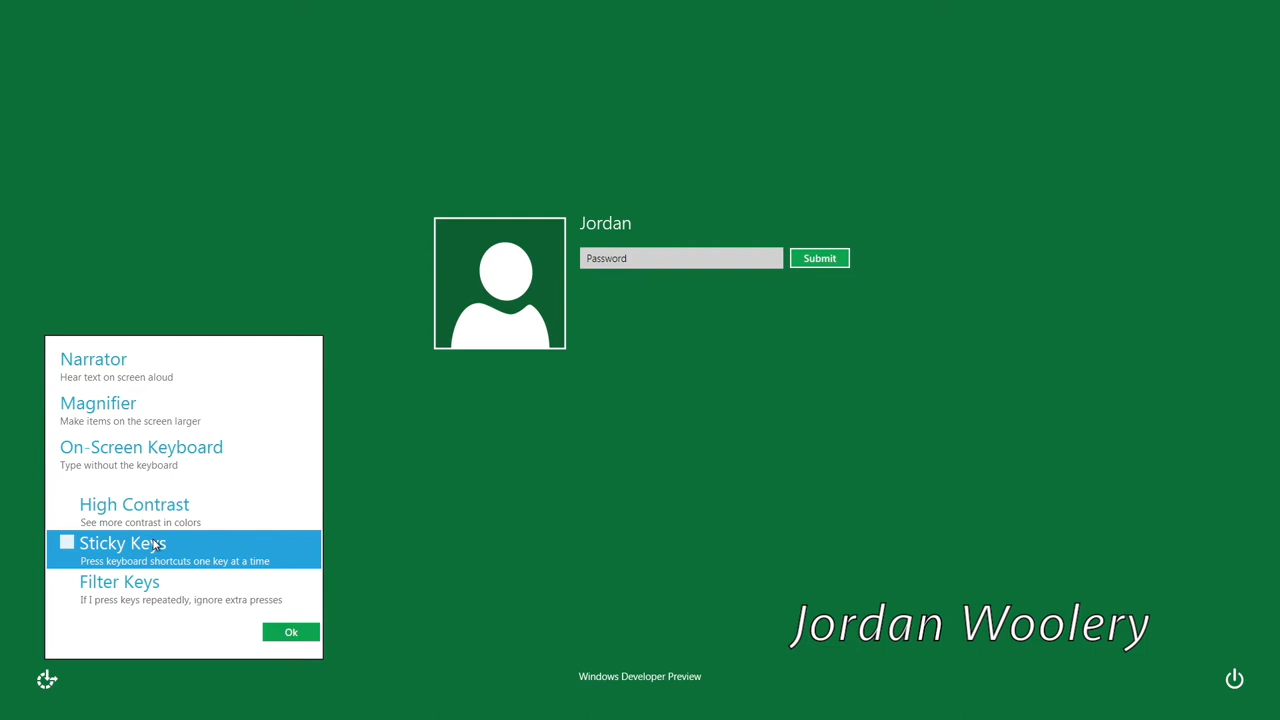 Jordan
Password
Submit
Narrator
Hear text on screen aloud
Magnifier
Make items on the screen larger
On-Screen Keyboard
Type without the keyboard
High Contrast
See more contrast in colors
Sticky Keys
Press keyboard shortcuts one key at a time
Filter Keys
If I press keys repeatedly, ignore extra presses
Ok
Jordan Woolery
Windows Developer Preview